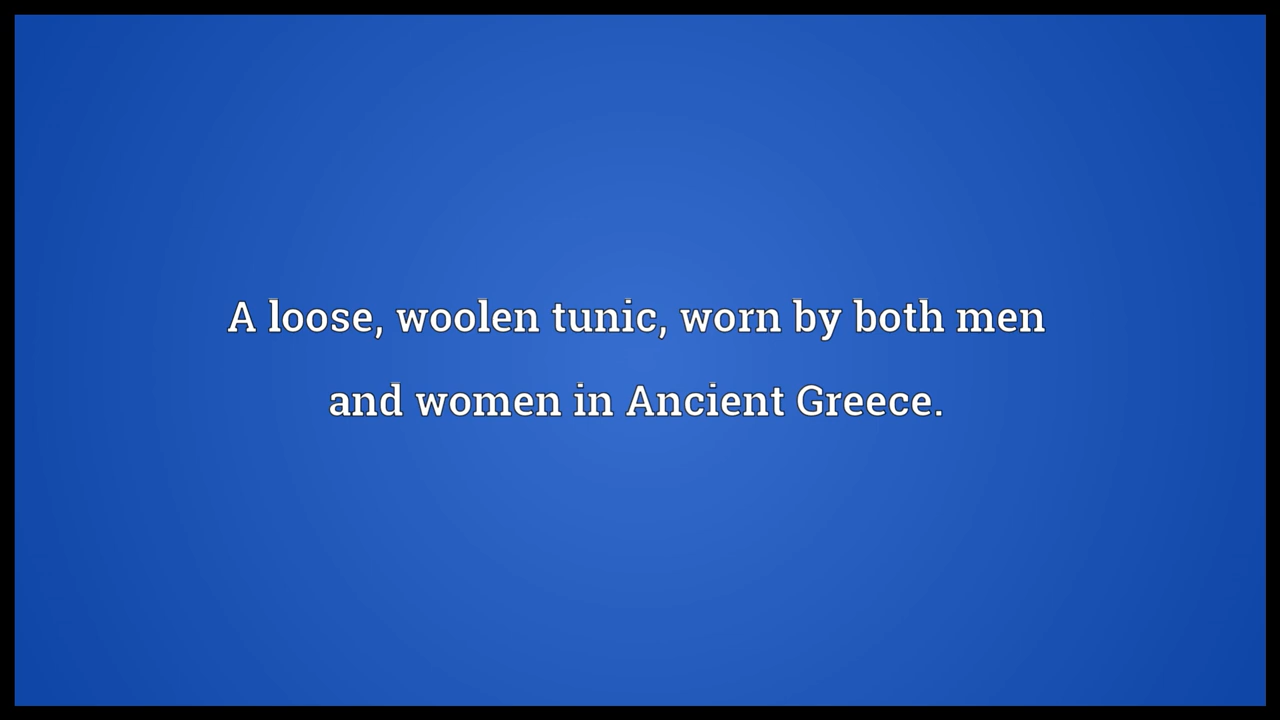 A loose, woolen tunic, worn by both men
and women in Ancient Greece.